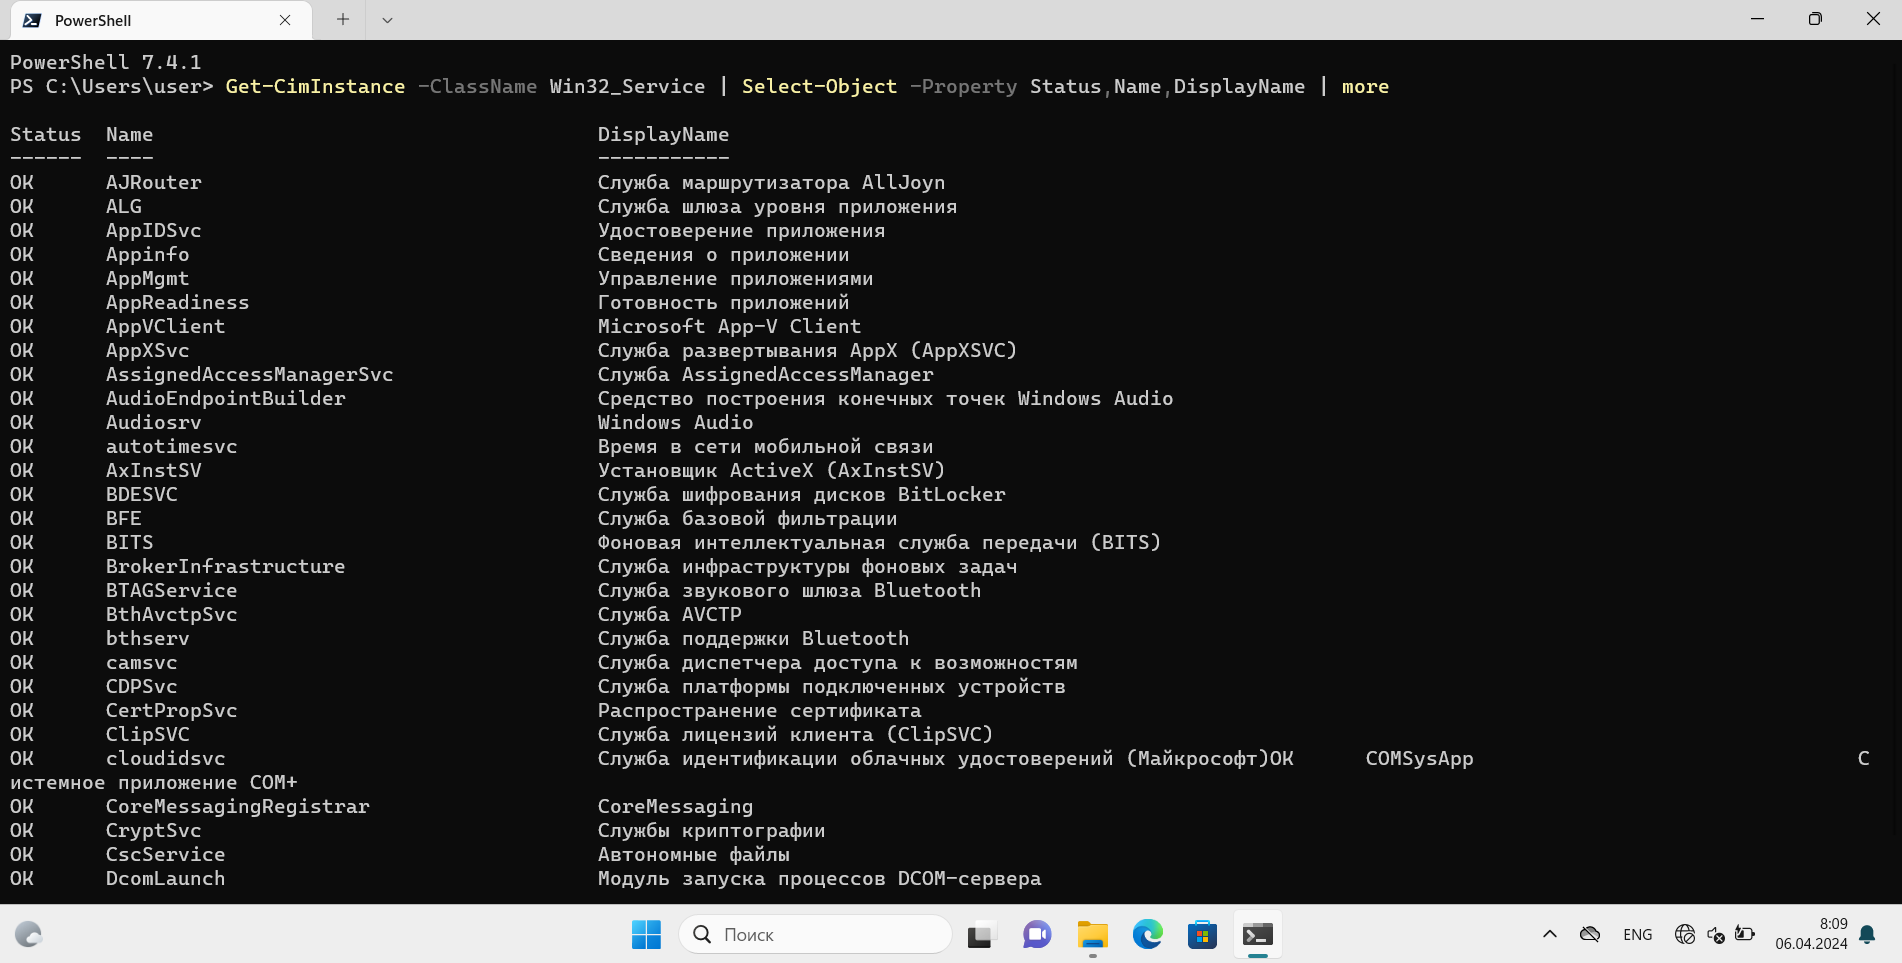 PowerShell
PowerShell 7.4.1
PS C:\Users\user> Get-CimInstance -ClassName Win32_Service | Select-Object -Property Status,Name,DisplayName | more
Status Name DisplayName
------ ---- -----------
OK AJRouter Служба маршрутизатора AllJoyn
OK ALG Служба шлюза уровня приложения
OK AppIDSvc Удостоверение приложения
OK Appinfo Сведения о приложении
OK AppMgmt Управление приложениями
OK AppReadiness Готовность приложений
OK AppVClient Microsoft App-V Client
OK AppXSvc Служба развертывания AppX (AppXSVC)
OK AssignedAccessManagerSvc Служба AssignedAccessManager
OK AudioEndpointBuilder Средство построения конечных точек Windows Audio
OK Audiosrv Windows Audio
OK autotimesvc Время в сети мобильной связи
OK AxInstSV Установщик ActiveX (AxInstSV)
OK BDESVC Служба шифрования дисков BitLocker
OK BFE Служба базовой фильтрации
OK BITS Фоновая интеллектуальная служба передачи (BITS)
OK BrokerInfrastructure Служба инфраструктуры фоновых задач
OK BTAGService Служба звукового шлюза Bluetooth
OK BthAvctpSvc Служба AVCTP
OK bthserv Служба поддержки Bluetooth
OK camsvc Служба диспетчера доступа к возможностям
OK CDPSvc Служба платформы подключенных устройств
OK CertPropSvc Распространение сертификата
OK ClipSVC Служба лицензий клиента (ClipSVC)
OK cloudidsvc Служба идентификации облачных удостоверений (Майкрософт)OK COMSysApp С
истемное приложение COM+
OK CoreMessagingRegistrar CoreMessaging
OK CryptSvc Службы криптографии
OK CscService Автономные файлы
OK DcomLaunch Модуль запуска процессов DCOM-сервера
Поиск
ENG
8:09
06.04.2024